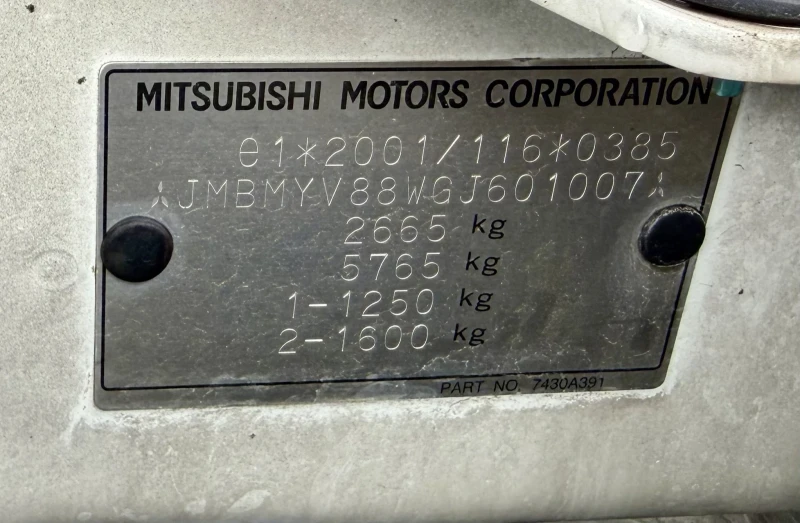 MITSUBISHI MOTORS CORPORATION
e1*2001/116*0385
JMBMYV88WGJ601007
2665 kg
5765 kg
1-1250 kg
2-1600 kg
PART NO. 7430A391